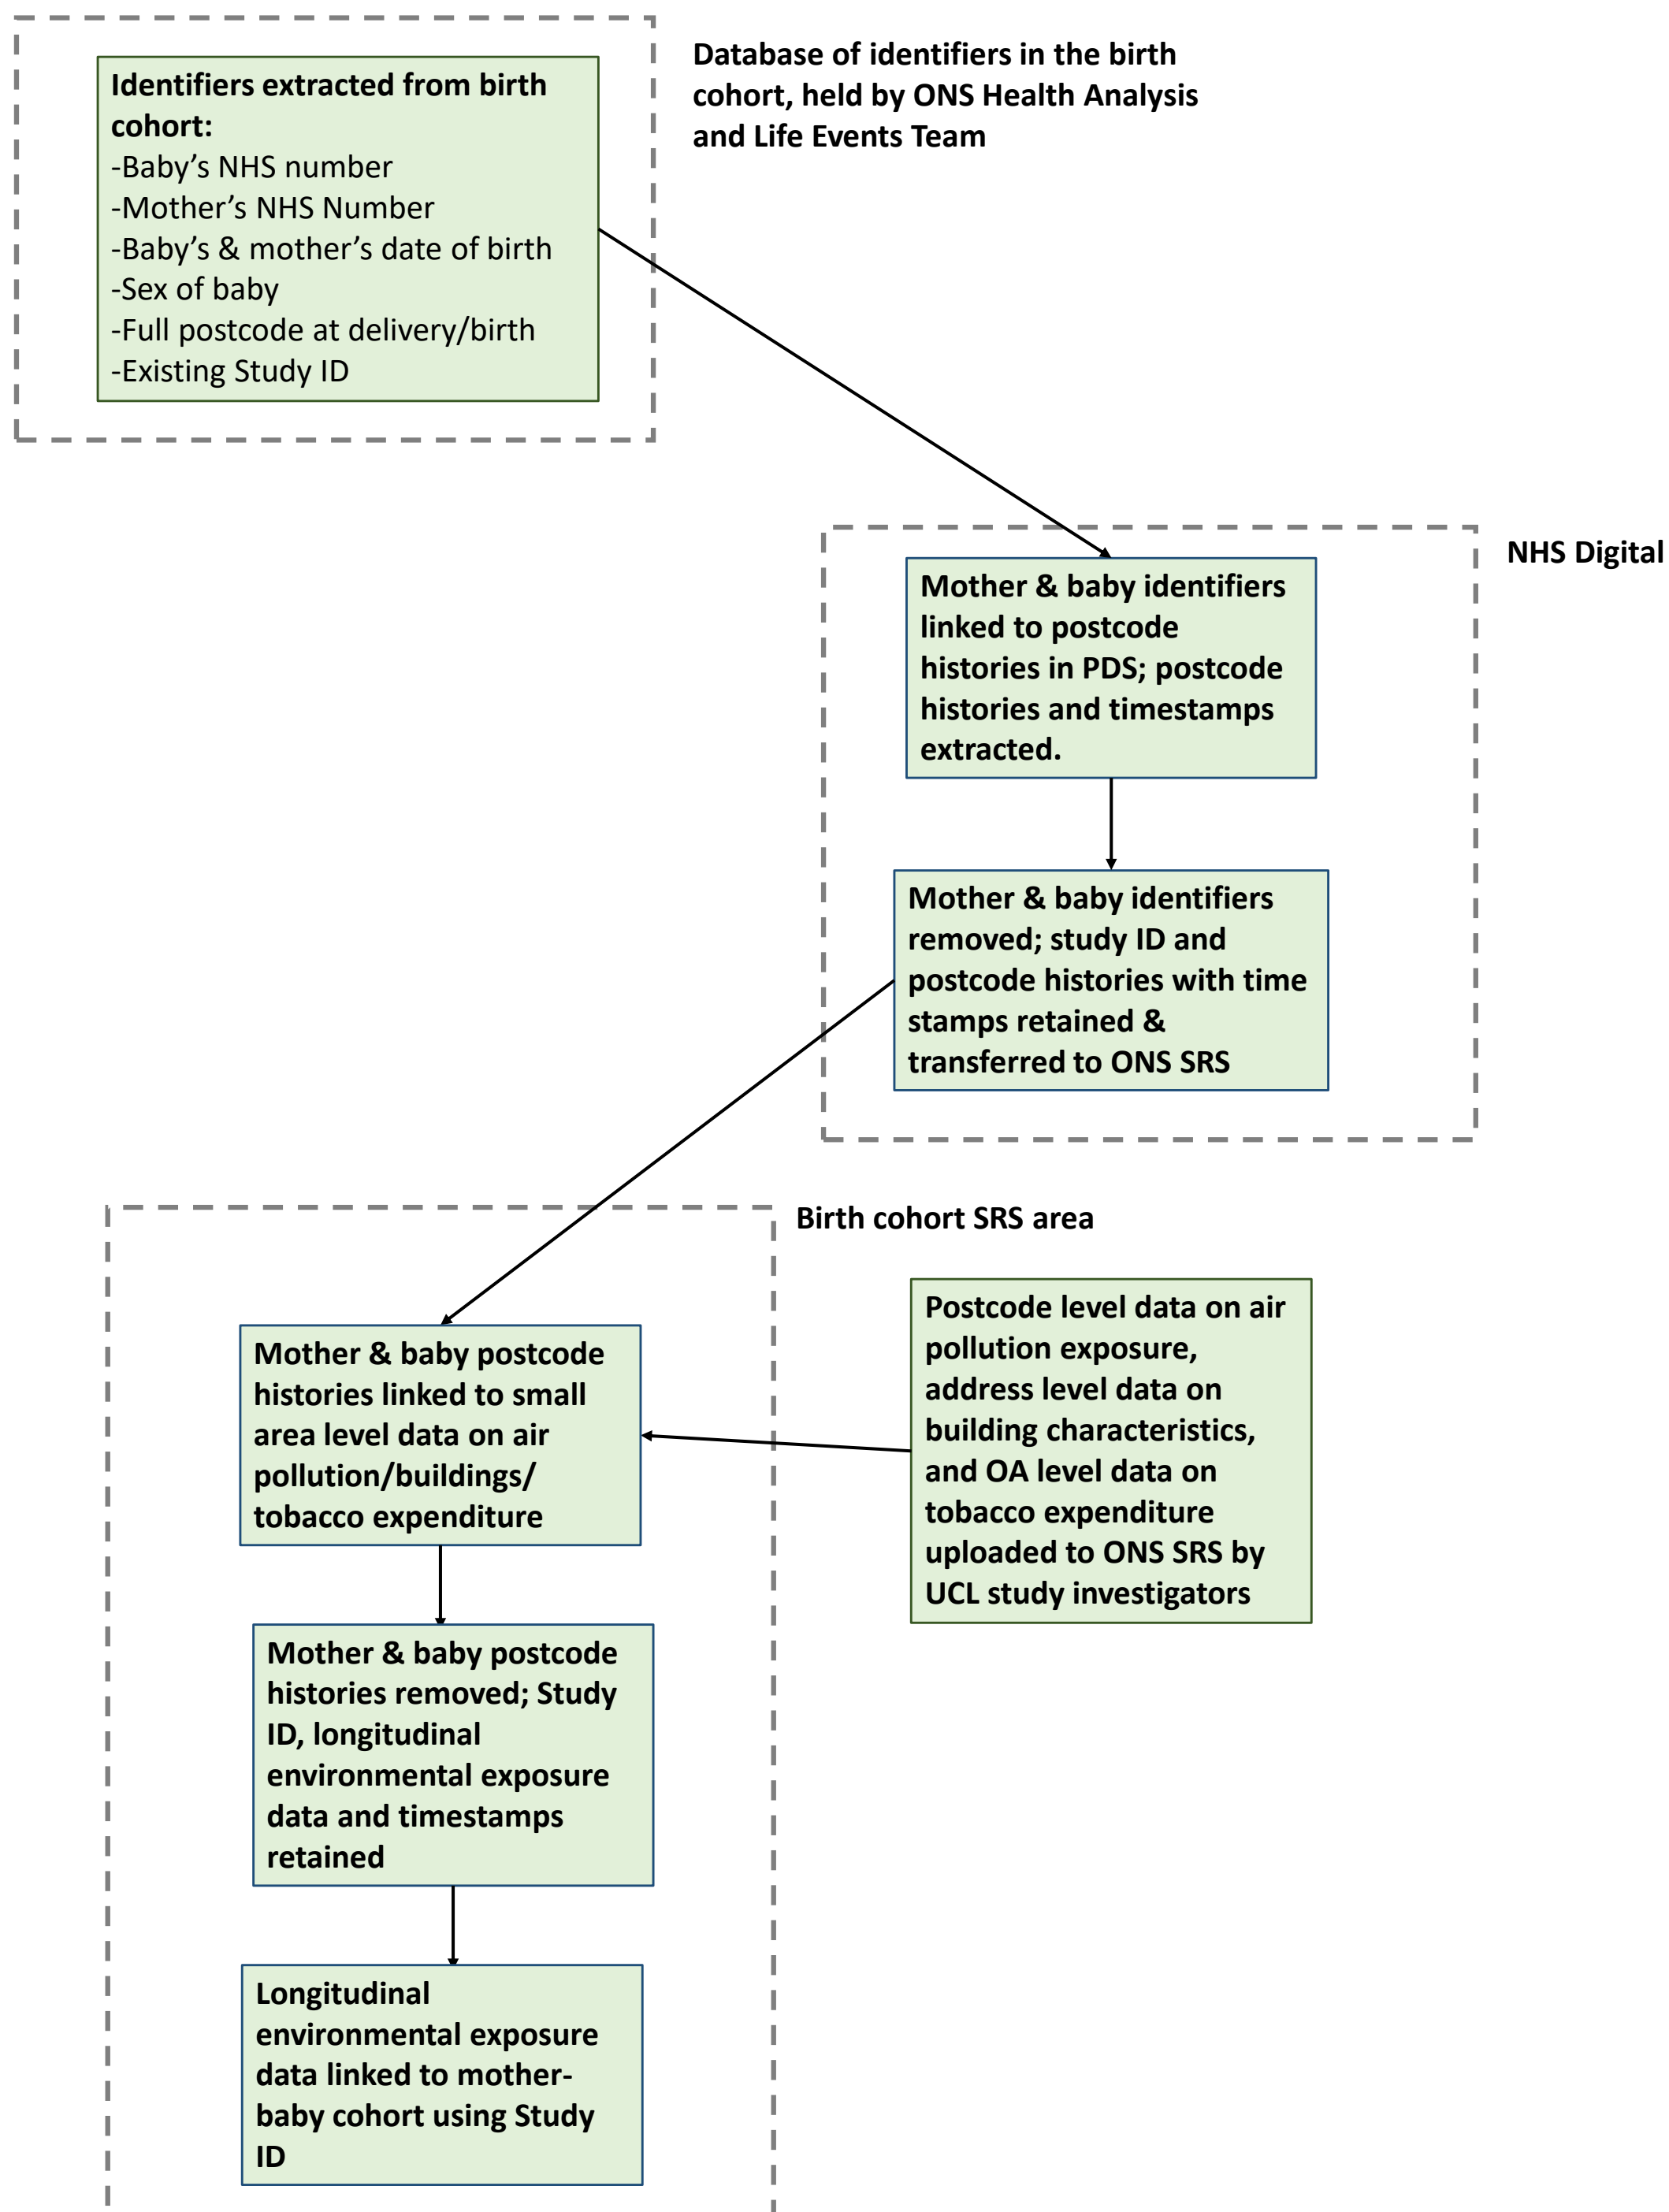 Identifiers extracted from birth
cohort:
-Baby’s NHS number
-Mother’s NHS Number
-Baby’s & mother’s date of birth
-Sex of baby
-Full postcode at delivery/birth
-Existing Study ID
Database of identifiers in the birth
cohort, held by ONS Health Analysis
and Life Events Team
NHS Digital
Mother & baby identifiers
linked to postcode
histories in PDS; postcode
histories and timestamps
extracted.
Mother & baby identifiers
removed; study ID and
postcode histories with time
stamps retained &
transferred to ONS SRS
Birth cohort SRS area
Mother & baby postcode
histories linked to small
area level data on air
pollution/buildings/
tobacco expenditure
Postcode level data on air
pollution exposure,
address level data on
building characteristics,
and OA level data on
tobacco expenditure
uploaded to ONS SRS by
UCL study investigators
Mother & baby postcode
histories removed; Study
ID, longitudinal
environmental exposure
data and timestamps
retained
Longitudinal
environmental exposure
data linked to mother-
baby cohort using Study
ID